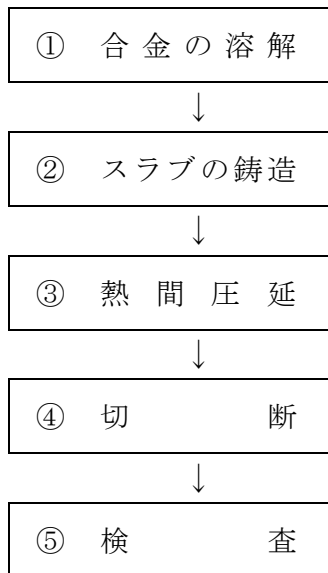 ① 合金の溶解
↓
② スラブの鋳造
↓
③ 熱間圧延
↓
④ 切断
↓
⑤ 検査